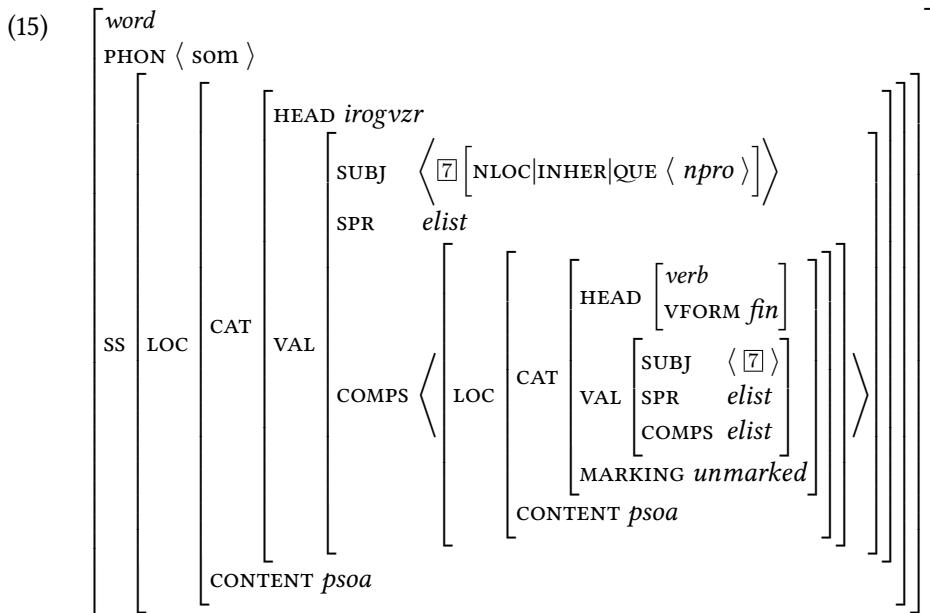 (15)
word
PHON ⟨ som ⟩
HEAD irogvzr
SUBJ ⟨ 7 [NLOC|INHER|QUE ⟨ npro ⟩] ⟩
SPR elist
verb
HEAD
VFORM fin
SS LOC CAT VAL
SUBJ ⟨ 7 ⟩
CAT
COMPS LOC VAL SPR elist
COMPS elist
MARKING unmarked
CONTENT psoa
CONTENT psoa